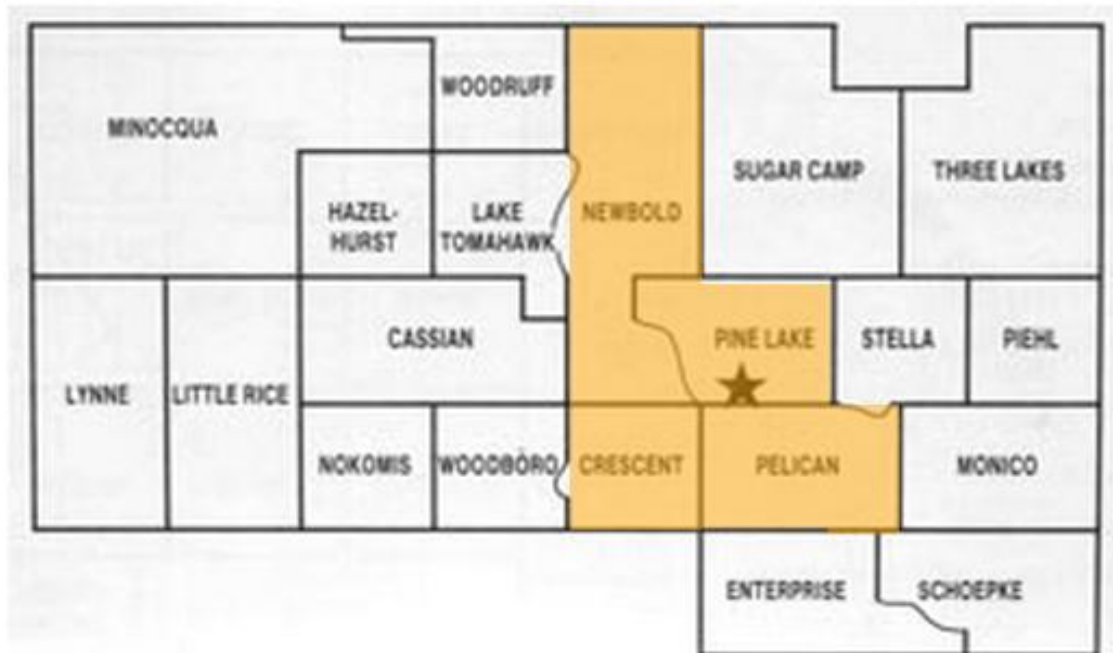 WOODRUFF
MINOCQUA
SUGAR CAMP
THREE LAKES
HAZEL-
HURST
LAKE
TOMAHAWK
NEWBOLD
CASSIAN
PINE LAKE
STELLA
PIEHL
LYNNE
LITTLE RICE
NOKOMIS
WOODBORO
CRESCENT
PELICAN
MONICO
ENTERPRISE
SCHOEPKE